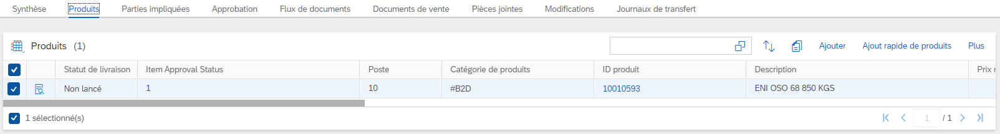 Synthèse Produits Parties impliquées Approbation Flux de documents Documents de vente Pièces jointes Modifications Journaux de transfert
Produits (1) Ajouter Ajout rapide de produits Plus
Statut de livraison Item Approval Status Poste Catégorie de produits ID produit Description Prix
Non lancé 1 10 #B2D 10010593 ENI OSO 68 850 KGS
1 sélectionné(s) 1 / 1